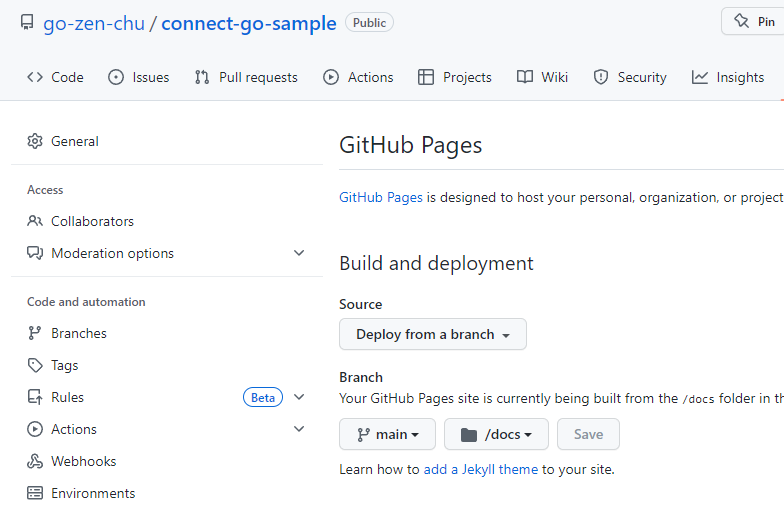 go-zen-chu / connect-go-sample Public Pin
Code Issues Pull requests Actions Projects Wiki Security Insights
General
Access
Collaborators
Moderation options
Code and automation
Branches
Tags
Rules Beta
Actions
Webhooks
Environments
GitHub Pages
GitHub Pages is designed to host your personal, organization, or project
Build and deployment
Source
Deploy from a branch
Branch
Your GitHub Pages site is currently being built from the /docs folder in th
main /docs Save
Learn how to add a Jekyll theme to your site.